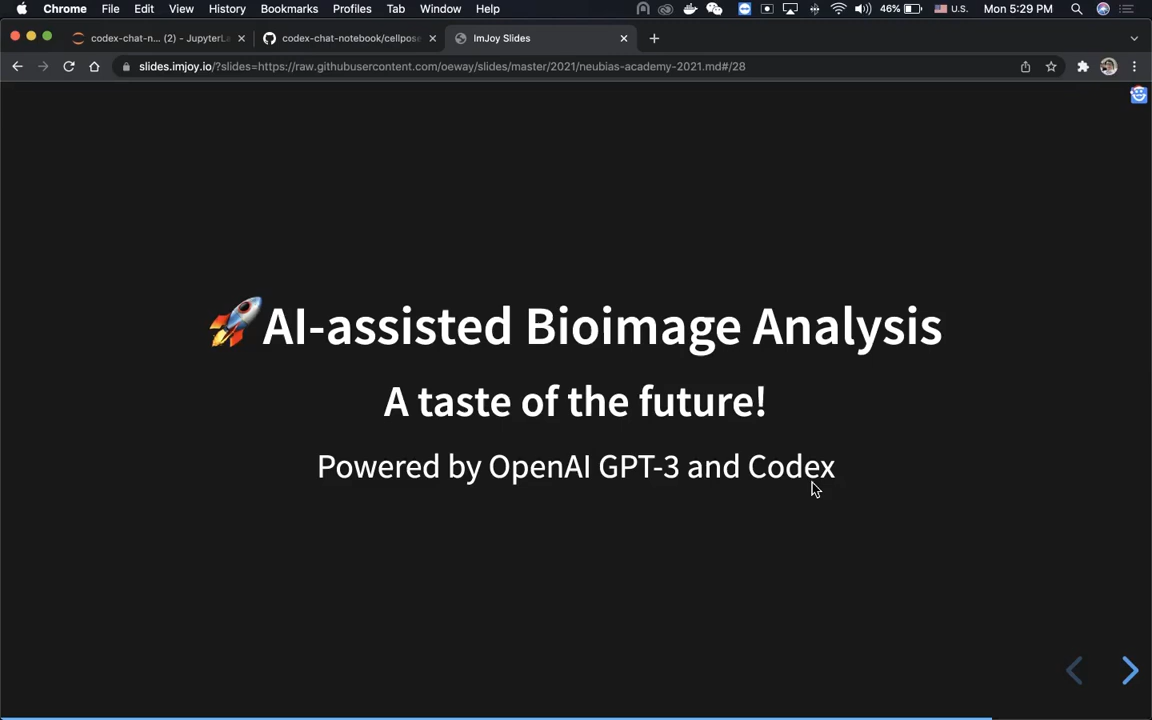 Chrome File Edit View History Bookmarks Profiles Tab Window Help 46% U.S. Mon 5:29 PM
codex-chat-n... (2) - JupyterLa codex-chat-notebook/cellpose ImJoy Slides
slides.imjoy.io/?slides=https://raw.githubusercontent.com/oeway/slides/master/2021/neubias-academy-2021.md#/28
🚀AI-assisted Bioimage Analysis
A taste of the future!
Powered by OpenAI GPT-3 and Codex